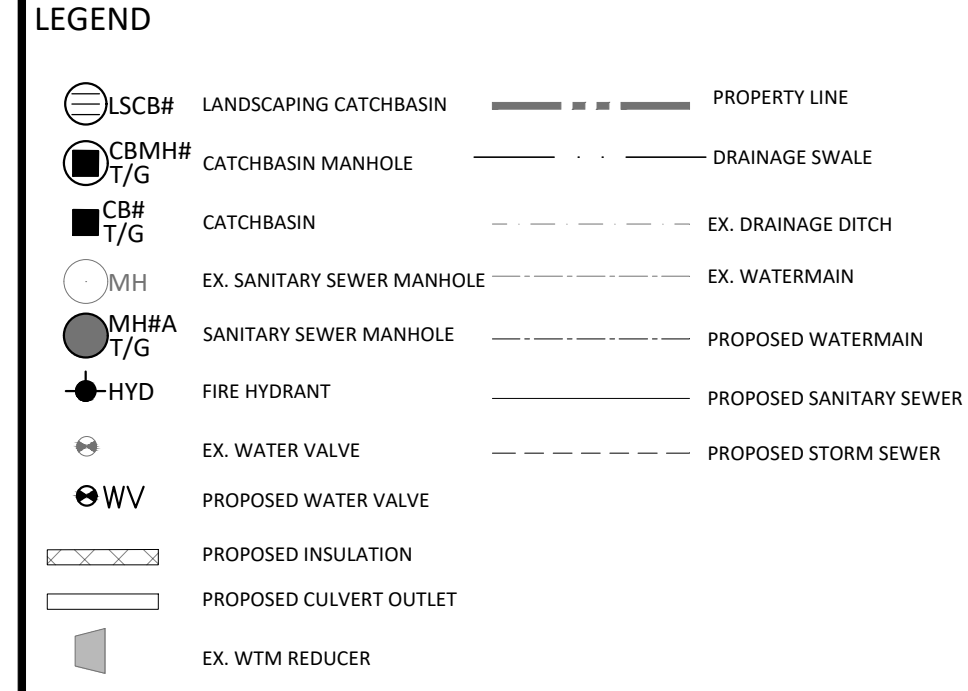 LEGEND
LSCB# LANDSCAPING CATCHBASIN
CBMH#
T/G
CATCHBASIN MANHOLE
CB#
T/G
CATCHBASIN
MH EX. SANITARY SEWER MANHOLE
MH#A
T/G
SANITARY SEWER MANHOLE
HYD FIRE HYDRANT
EX. WATER VALVE
WV PROPOSED WATER VALVE
PROPOSED INSULATION
PROPOSED CULVERT OUTLET
EX. WTM REDUCER
PROPERTY LINE
DRAINAGE SWALE
EX. DRAINAGE DITCH
EX. WATERMAIN
PROPOSED WATERMAIN
PROPOSED SANITARY SEWER
PROPOSED STORM SEWER